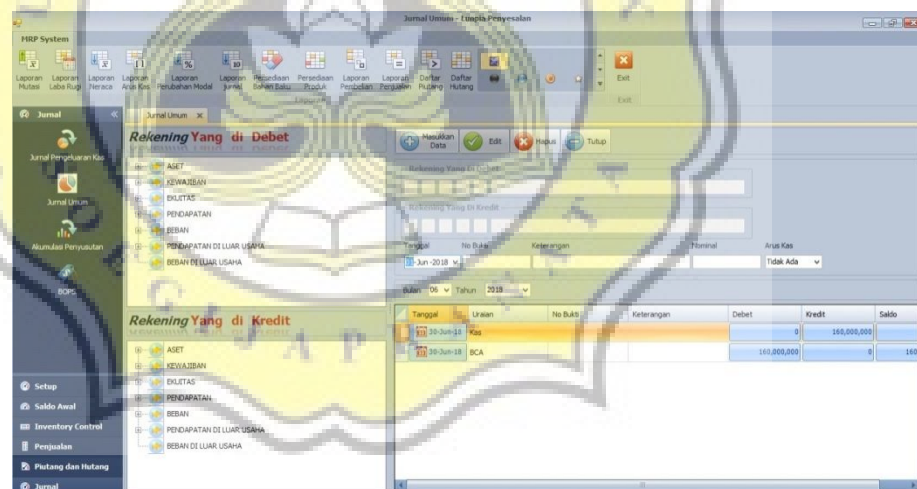 Jurnal Umum - Lumpia Penyesalan
MRP System
Laporan Mutasi
Laporan Laba Rugi
Laporan Neraca
Laporan Arus Kas
Laporan Perubahan Modal
Laporan jurnal
Persediaan Bahan Baku
Persediaan Produk
Laporan Pembelian
Laporan Penjualan
Daftar Piutang
Daftar Hutang
Exit
Laporan
Exit
Jurnal
Jurnal Umum
Jurnal Pengeluaran Kas
Jurnal Umum
Akumulasi Penyusutan
BOPS
Setup
Saldo Awal
Inventory Control
Penjualan
Piutang dan Hutang
Jurnal
Rekening Yang di Debet
ASET
KEWAJIBAN
EKUITAS
PENDAPATAN
BEBAN
PENDAPATAN DI LUAR USAHA
BEBAN DI LUAR USAHA
Rekening Yang di Kredit
ASET
KEWAJIBAN
EKUITAS
PENDAPATAN
BEBAN
PENDAPATAN DI LUAR USAHA
BEBAN DI LUAR USAHA
Masukkan Data
Edit
Hapus
Tutup
Rekening Yang Di Debet
Rekening Yang Di Kredit
Tanggal No Bukti Keterangan Nominal Arus Kas
-Jun -2018 Tidak Ada
Bulan 06 Tahun 2018
Tanggal Uraian No Bukti Keterangan Debet Kredit Saldo
30-Jun-18 Kas 0 160,000,000
30-Jun-18 BCA 160,000,000 0 160